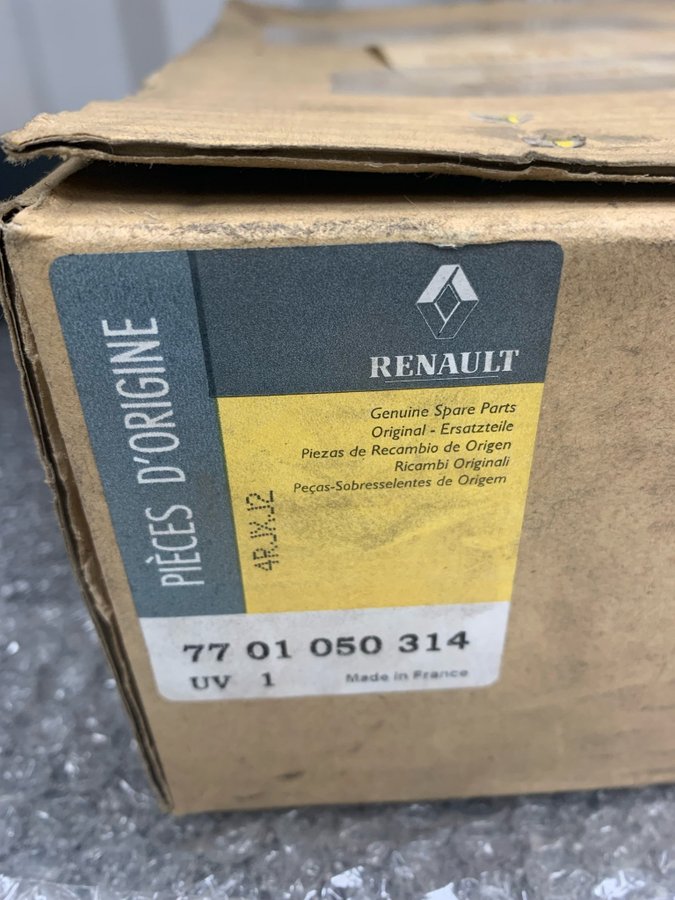 PIÈCES D'ORIGINE
RENAULT
Genuine Spare Parts
Original - Ersatzteile
Piezas de Recambio de Origen
Ricambi Originali
Peças-Sobresselentes de Origem
4RJXJ2
77 01 050 314
UV 1
Made in France